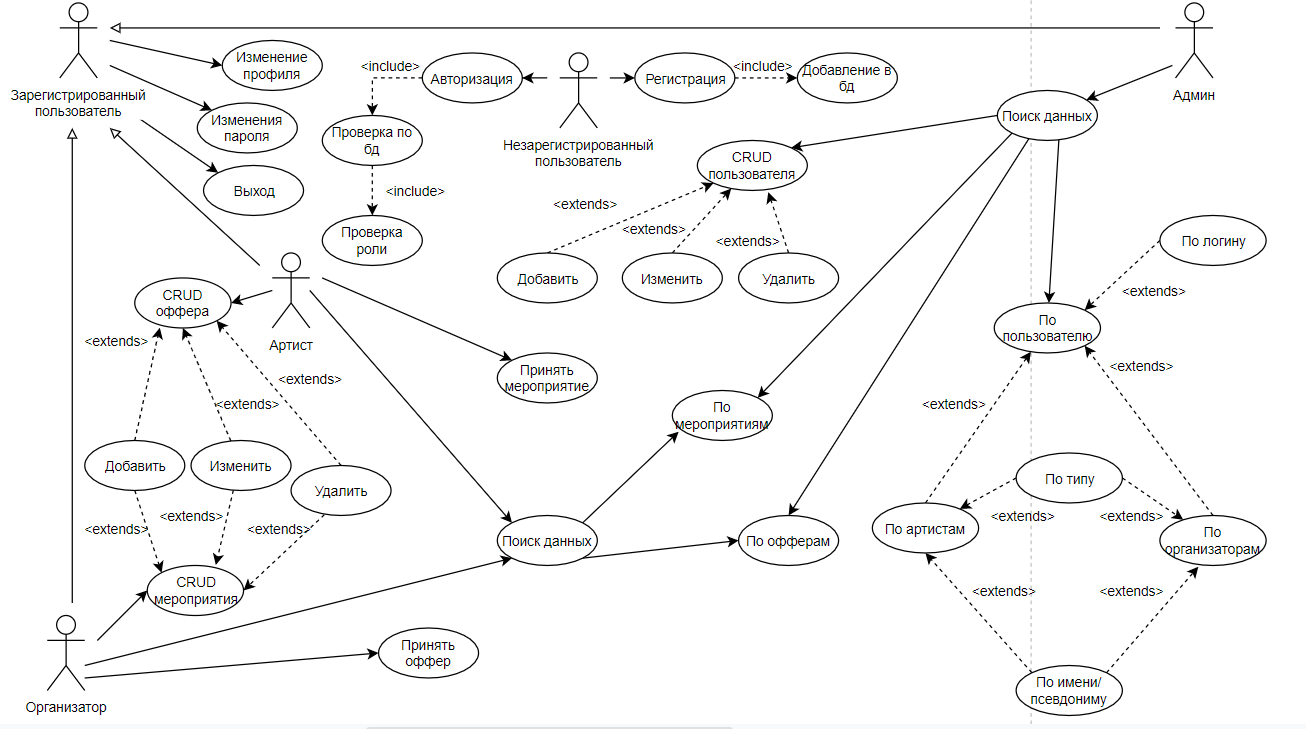 Зарегистрированный
пользователь
Изменение
профиля
Изменения
пароля
Выход
<include>
Авторизация
Проверка по
бд
<include>
Проверка
роли
Незарегистрированный
пользователь
Регистрация
<include>
Добавление в
бд
Админ
Поиск данных
CRUD
пользователя
<extends>
<extends>
<extends>
Добавить
Изменить
Удалить
По логину
<extends>
По
пользователю
<extends>
<extends>
CRUD
оффера
Артист
<extends>
<extends>
<extends>
Принять
мероприятие
По
мероприятиям
Добавить
Изменить
Удалить
<extends>
<extends>
<extends>
CRUD
мероприятия
Поиск данных
По офферам
По типу
<extends>
<extends>
По артистам
По
организаторам
<extends>
<extends>
По имени/
псевдониму
Принять
оффер
Организатор